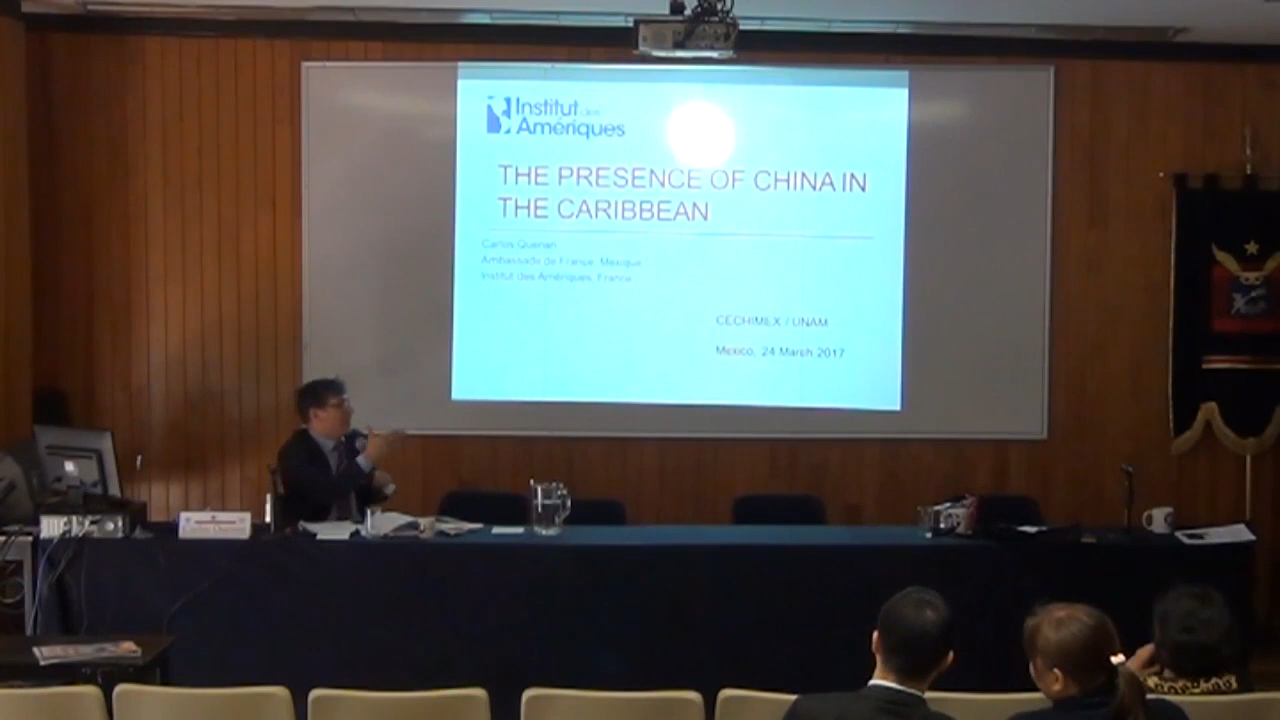 Institut des
Amériques
THE PRESENCE OF CHINA IN
THE CARIBBEAN
Carlos Quenan
Ambassade de France, Mexique
Institut des Amériques, France
CECHIMEX / UNAM
Mexico, 24 March 2017